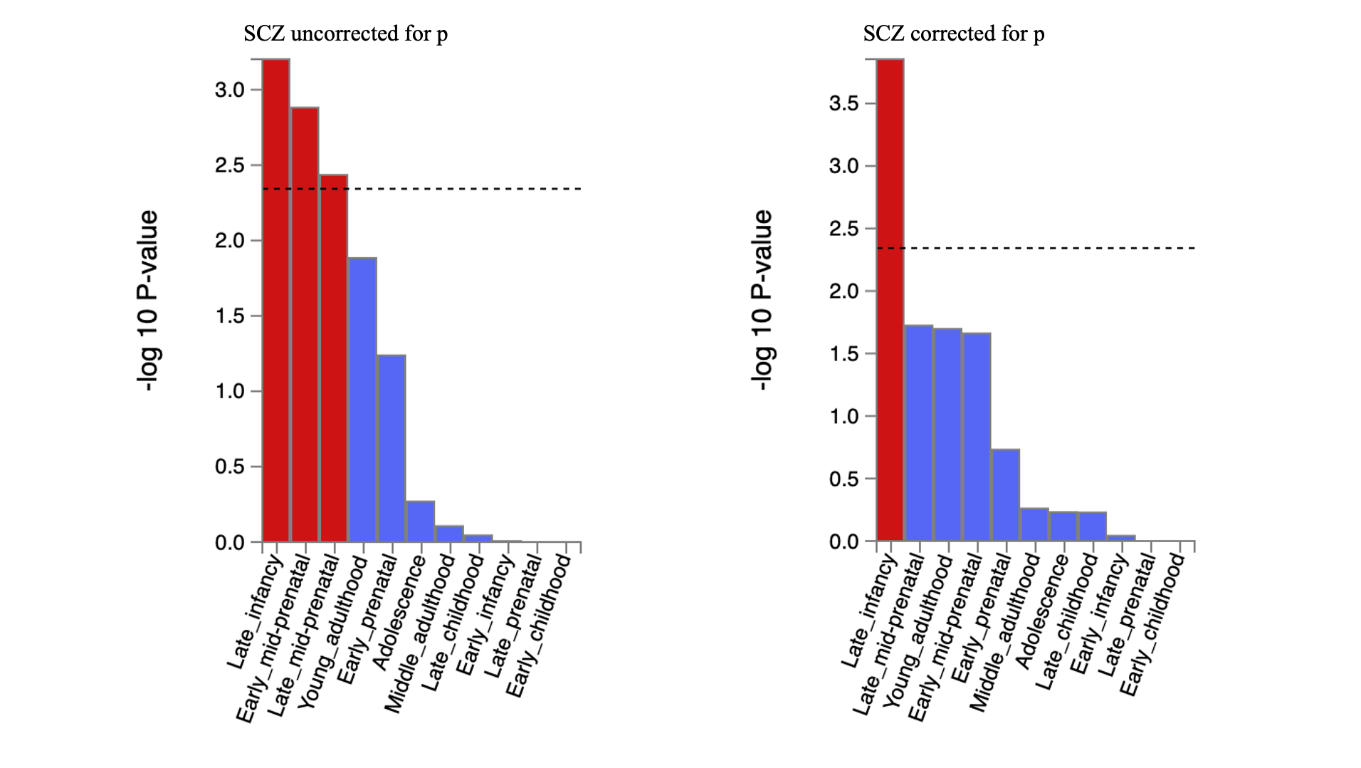 SCZ uncorrected for p
-log 10 P-value
3.0
2.5
2.0
1.5
1.0
0.5
0.0
Late_infancy
Early_mid-prenatal
Late_mid-prenatal
Young_adulthood
Early_prenatal
Adolescence
Middle_adulthood
Late_childhood
Early_infancy
Late_prenatal
Early_childhood
SCZ corrected for p
-log 10 P-value
3.5
3.0
2.5
2.0
1.5
1.0
0.5
0.0
Late_infancy
Late_mid-prenatal
Young_adulthood
Early_mid-prenatal
Early_prenatal
Middle_adulthood
Adolescence
Late_childhood
Early_infancy
Late_prenatal
Early_childhood